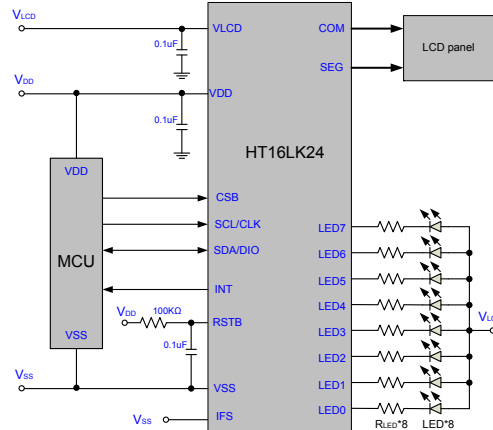 VLCD
VLCD
COM
LCD panel
0.1uF
SEG
VDD
VDD
0.1uF
HT16LK24
VDD
CSB
SCL/CLK
LED7
MCU
SDA/DIO
LED6
LED5
INT
LED4
VDD
100KΩ
RSTB
LED3
VSS
0.1uF
LED2
VSS
VSS
LED1
VSS
IFS
LED0
RLED*8
LED*8